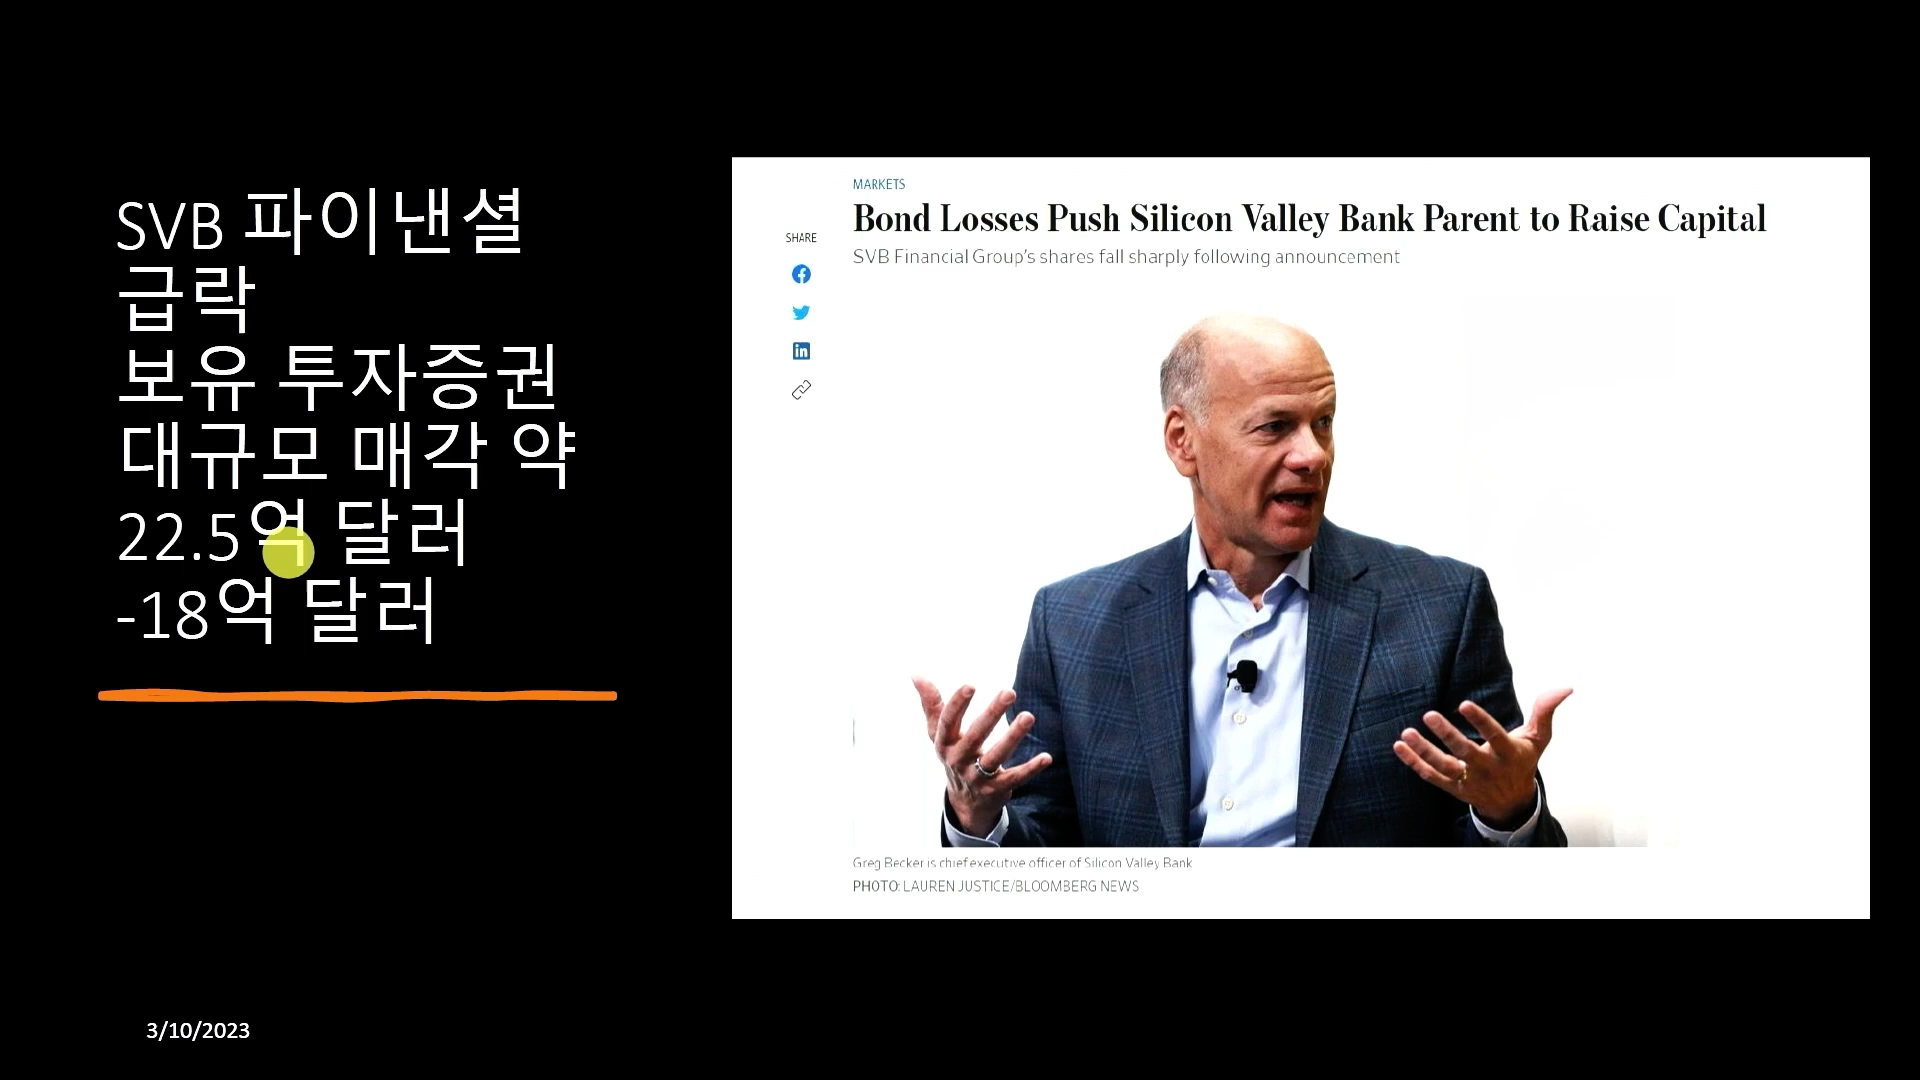 SVB 파이낸셜
급락
보유 투자증권
대규모 매각 약
22.5억 달러
-18억 달러
3/10/2023
MARKETS
Bond Losses Push Silicon Valley Bank Parent to Raise Capital
SVB Financial Group's shares fall sharply following announcement
SHARE
Greg Becker is chief executive officer of Silicon Valley Bank
PHOTO: LAUREN JUSTICE/BLOOMBERG NEWS